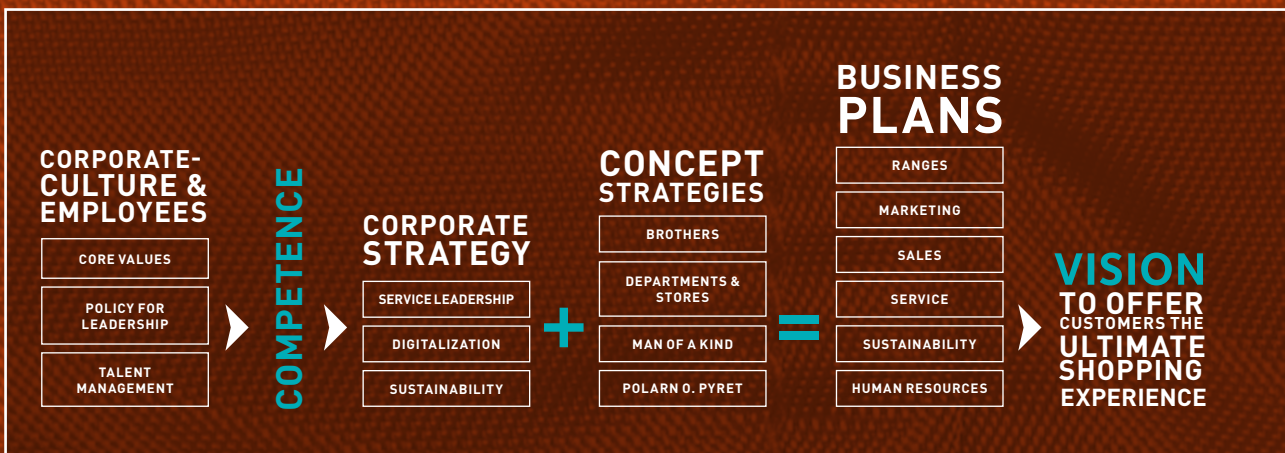 CORPORATE-
CULTURE &
EMPLOYEES
CORE VALUES
POLICY FOR
LEADERSHIP
TALENT
MANAGEMENT
COMPETENCE
CORPORATE
STRATEGY
SERVICE LEADERSHIP
DIGITALIZATION
SUSTAINABILITY
+
CONCEPT
STRATEGIES
BROTHERS
DEPARTMENTS &
STORES
MAN OF A KIND
POLARN O. PYRET
=
BUSINESS
PLANS
RANGES
MARKETING
SALES
SERVICE
SUSTAINABILITY
HUMAN RESOURCES
VISION
TO OFFER
CUSTOMERS THE
ULTIMATE
SHOPPING
EXPERIENCE